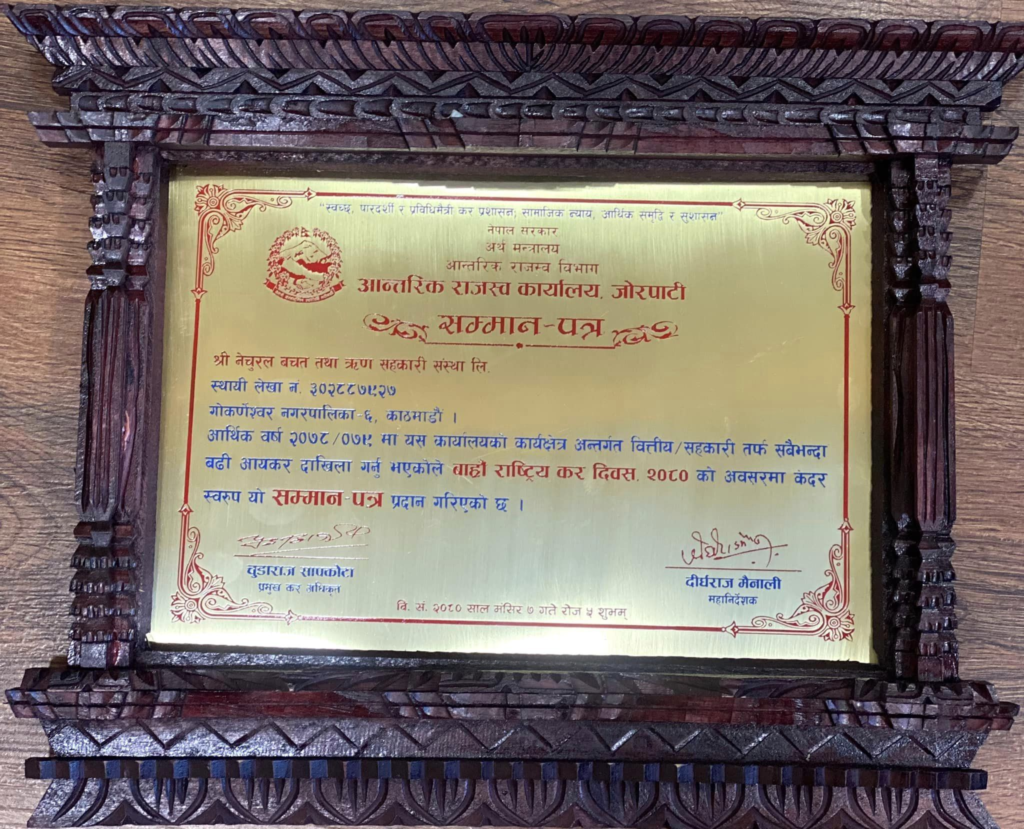 "स्वच्छ, पारदर्शी र प्रविधिमैत्री कर प्रशासन; सामाजिक न्याय, आर्थिक समृद्धि र सुशासन"
नेपाल सरकार
अर्थ मन्त्रालय
आन्तरिक राजस्व विभाग
आन्तरिक राजस्व कार्यालय, जोरपाटी
सम्मान-पत्र
श्री नेचुरल बचत तथा ऋण सहकारी संस्था लि.
स्थायी लेखा नं. ३०२८८७९२७
गोकर्णेश्वर नगरपालिका-६, काठमाडौं ।
आर्थिक वर्ष २०७८/०७९ मा यस कार्यालयको कार्यक्षेत्र अन्तर्गत वित्तीय/सहकारी तर्फ सबैभन्दा
बढी आयकर दाखिला गर्नु भएकोले बाह्रौं राष्ट्रिय कर दिवस, २०८० को अवसरमा कदर
स्वरुप यो सम्मान-पत्र प्रदान गरिएको छ ।
चुडाराज सापकोटा
प्रमुख कर अधिकृत
दीर्घराज मैनाली
महानिर्देशक
वि. सं. २०८० साल मंसिर ७ गते रोज ५ शुभम्